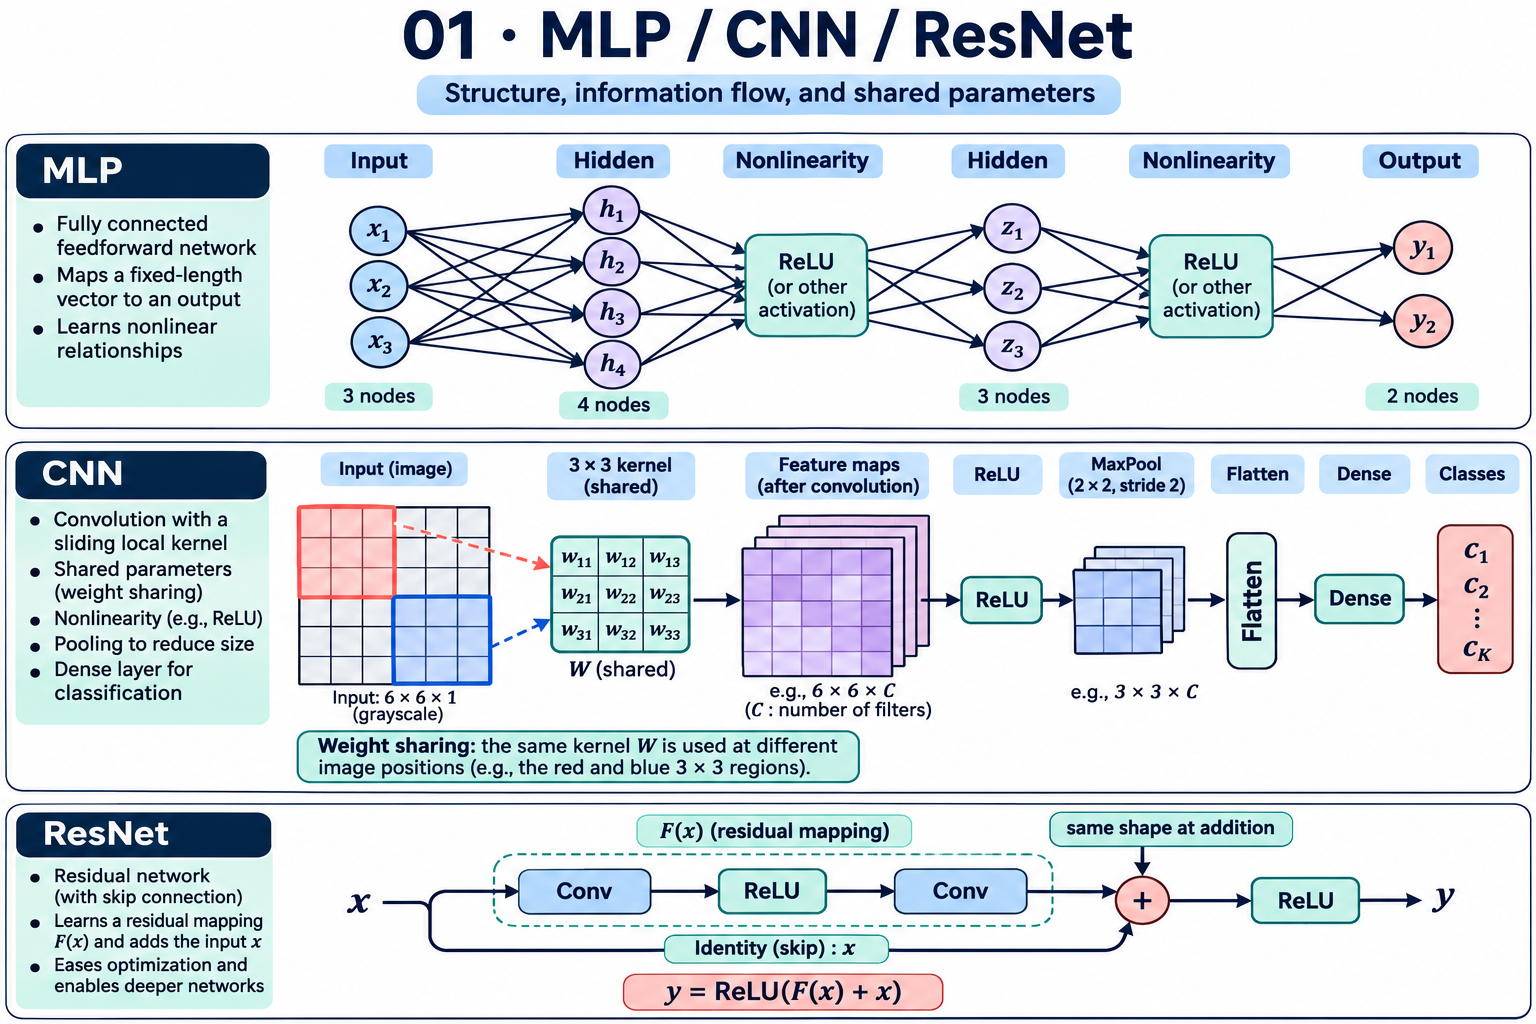 01 · MLP / CNN / ResNet
Structure, information flow, and shared parameters
MLP
• Fully connected
feedforward network
• Maps a fixed-length
vector to an output
• Learns nonlinear
relationships
Input
Hidden
Nonlinearity
Hidden
Nonlinearity
Output
x₁
x₂
x₃
h₁
h₂
h₃
h₄
ReLU
(or other
activation)
z₁
z₂
z₃
ReLU
(or other
activation)
y₁
y₂
3 nodes
4 nodes
3 nodes
2 nodes
CNN
• Convolution with a
sliding local kernel
• Shared parameters
(weight sharing)
• Nonlinearity (e.g., ReLU)
• Pooling to reduce size
• Dense layer for
classification
Input (image)
3 × 3 kernel
(shared)
Feature maps
(after convolution)
ReLU
MaxPool
(2 × 2, stride 2)
Flatten
Dense
Classes
w₁₁ w₁₂ w₁₃
w₂₁ w₂₂ w₂₃
w₃₁ w₃₂ w₃₃
W (shared)
ReLU
Flatten
Dense
c₁
c₂
⋮
c_K
Input: 6 × 6 × 1
(grayscale)
e.g., 6 × 6 × C
(C : number of filters)
e.g., 3 × 3 × C
Weight sharing: the same kernel W is used at different
image positions (e.g., the red and blue 3 × 3 regions).
ResNet
• Residual network
(with skip connection)
• Learns a residual mapping
F(x) and adds the input x
• Eases optimization and
enables deeper networks
F(x) (residual mapping)
same shape at addition
x
Conv
ReLU
Conv
+
ReLU
y
Identity (skip) : x
y = ReLU(F(x) + x)